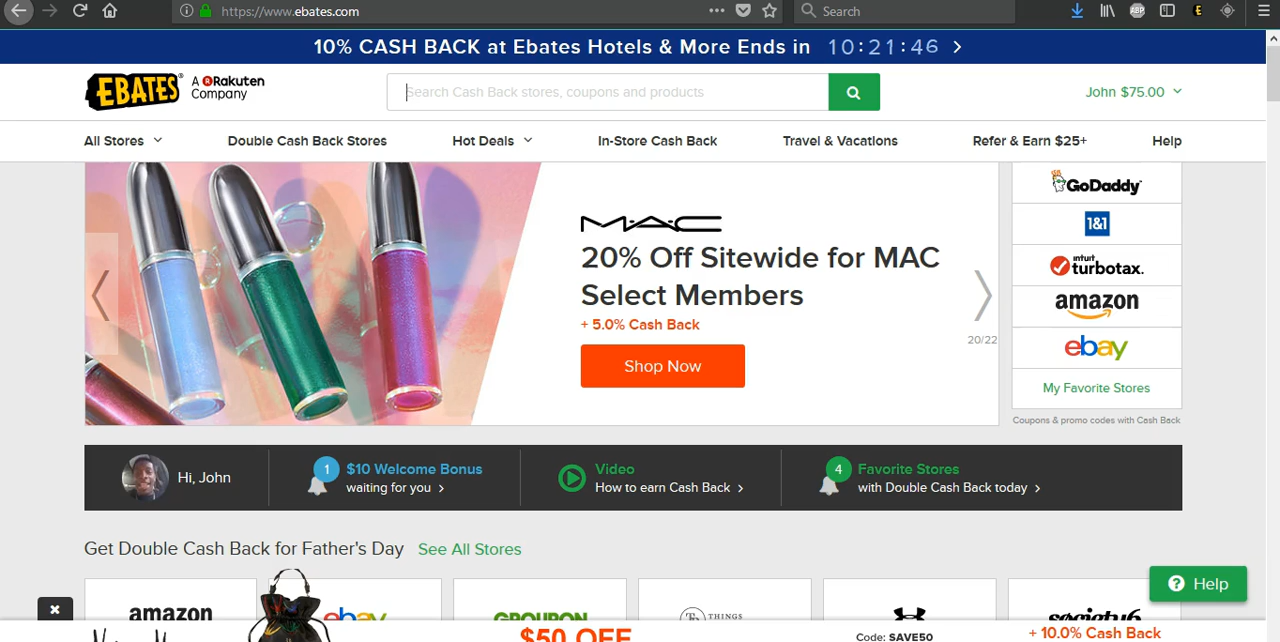 https://www.ebates.com
Search
ABP
10% CASH BACK at Ebates Hotels & More Ends in 10:21:46
EBATES
A Rakuten
Company
Search Cash Back stores, coupons and products
John $75.00
All Stores
Double Cash Back Stores
Hot Deals
In-Store Cash Back
Travel & Vacations
Refer & Earn $25+
Help
MAC
20% Off Sitewide for MAC
Select Members
+ 5.0% Cash Back
Shop Now
20/22
GoDaddy
1&1
intuit
turbotax.
amazon
ebay
My Favorite Stores
Coupons & promo codes with Cash Back
Hi, John
1
$10 Welcome Bonus
waiting for you
Video
How to earn Cash Back
4
Favorite Stores
with Double Cash Back today
Get Double Cash Back for Father's Day See All Stores
Help
amazon
ebay
GROUPON
THINGS
society6
$50 OFF
Code: SAVE50
+ 10.0% Cash Back